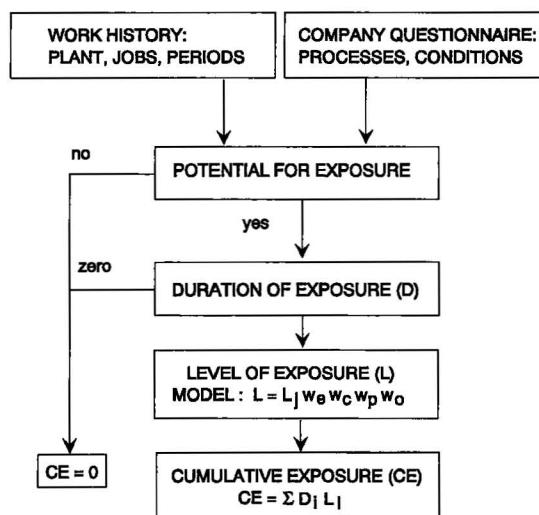 WORK HISTORY:
PLANT, JOBS, PERIODS
COMPANY QUESTIONNAIRE:
PROCESSES, CONDITIONS
no
POTENTIAL FOR EXPOSURE
yes
zero
DURATION OF EXPOSURE (D)
LEVEL OF EXPOSURE (L)
MODEL : L = Lj we wc wp wo
CE = 0
CUMULATIVE EXPOSURE (CE)
CE = Σ Di Li